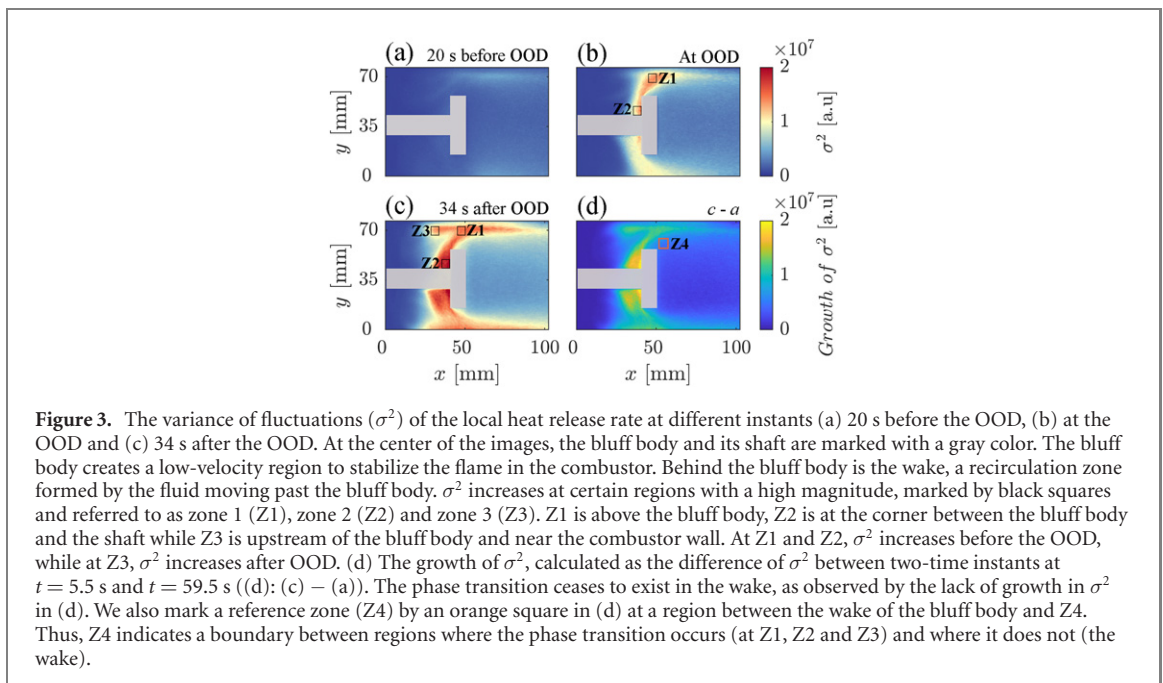 (a) 20 s before OOD
(b) At OOD
×10⁷
70
35
0
y [mm]
Z1
Z2
2
1
0
σ² [a.u]
(c) 34 s after OOD
(d) c - a
×10⁷
70
35
0
y [mm]
Z3
Z1
Z2
Z4
2
1
0
Growth of σ² [a.u]
0 50 100
0 50 100
x [mm]
x [mm]
Figure 3. The variance of fluctuations (σ²) of the local heat release rate at different instants (a) 20 s before the OOD, (b) at the
OOD and (c) 34 s after the OOD. At the center of the images, the bluff body and its shaft are marked with a gray color. The bluff
body creates a low-velocity region to stabilize the flame in the combustor. Behind the bluff body is the wake, a recirculation zone
formed by the fluid moving past the bluff body. σ² increases at certain regions with a high magnitude, marked by black squares
and referred to as zone 1 (Z1), zone 2 (Z2) and zone 3 (Z3). Z1 is above the bluff body, Z2 is at the corner between the bluff body
and the shaft while Z3 is upstream of the bluff body and near the combustor wall. At Z1 and Z2, σ² increases before the OOD,
while at Z3, σ² increases after OOD. (d) The growth of σ², calculated as the difference of σ² between two-time instants at
t = 5.5 s and t = 59.5 s ((d): (c) − (a)). The phase transition ceases to exist in the wake, as observed by the lack of growth in σ²
in (d). We also mark a reference zone (Z4) by an orange square in (d) at a region between the wake of the bluff body and Z4.
Thus, Z4 indicates a boundary between regions where the phase transition occurs (at Z1, Z2 and Z3) and where it does not (the
wake).